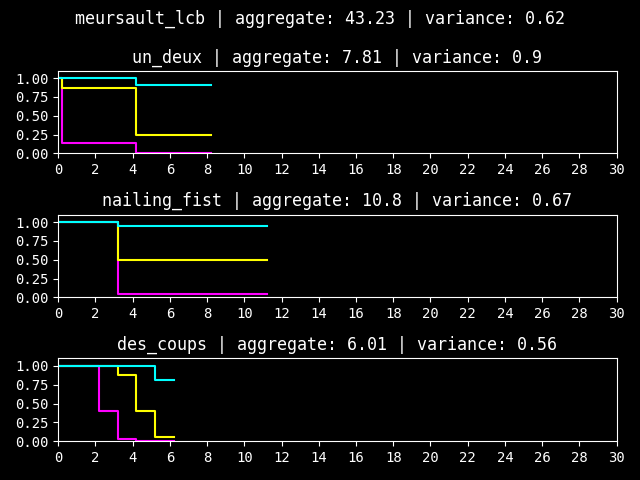 meursault_lcb | aggregate: 43.23 | variance: 0.62
un_deux | aggregate: 7.81 | variance: 0.9
1.00
0.75
0.50
0.25
0.00
0 2 4 6 8 10 12 14 16 18 20 22 24 26 28 30
nailing_fist | aggregate: 10.8 | variance: 0.67
1.00
0.75
0.50
0.25
0.00
0 2 4 6 8 10 12 14 16 18 20 22 24 26 28 30
des_coups | aggregate: 6.01 | variance: 0.56
1.00
0.75
0.50
0.25
0.00
0 2 4 6 8 10 12 14 16 18 20 22 24 26 28 30